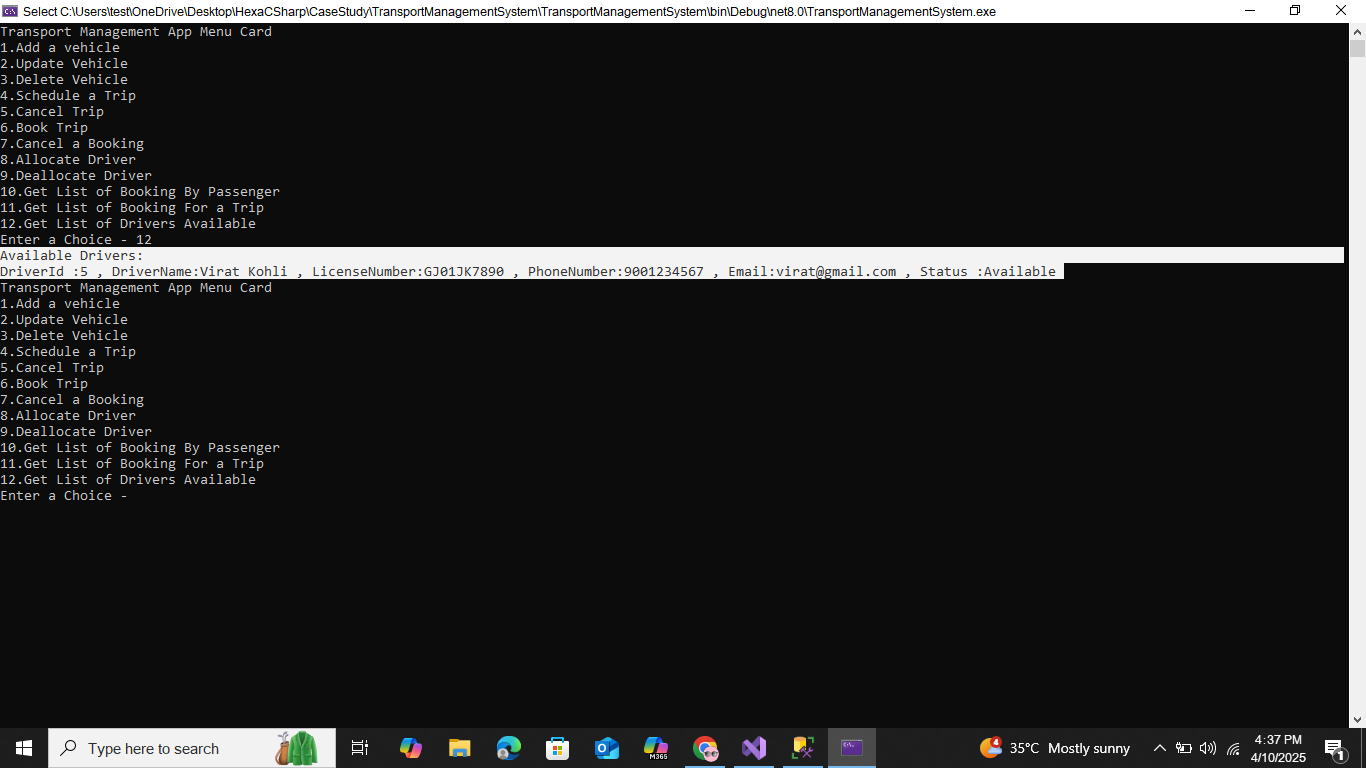 Select C:\Users\test\OneDrive\Desktop\HexaCSharp\CaseStudy\TransportManagementSystem\TransportManagementSystem\bin\Debug\net8.0\TransportManagementSystem.exe
Transport Management App Menu Card
1.Add a vehicle
2.Update Vehicle
3.Delete Vehicle
4.Schedule a Trip
5.Cancel Trip
6.Book Trip
7.Cancel a Booking
8.Allocate Driver
9.Deallocate Driver
10.Get List of Booking By Passenger
11.Get List of Booking For a Trip
12.Get List of Drivers Available
Enter a Choice - 12
Available Drivers:
DriverId :5 , DriverName:Virat Kohli , LicenseNumber:GJ01JK7890 , PhoneNumber:9001234567 , Email:virat@gmail.com , Status :Available
Transport Management App Menu Card
1.Add a vehicle
2.Update Vehicle
3.Delete Vehicle
4.Schedule a Trip
5.Cancel Trip
6.Book Trip
7.Cancel a Booking
8.Allocate Driver
9.Deallocate Driver
10.Get List of Booking By Passenger
11.Get List of Booking For a Trip
12.Get List of Drivers Available
Enter a Choice -
Type here to search
M365
4
35°C Mostly sunny
4:37 PM
4/10/2025
1